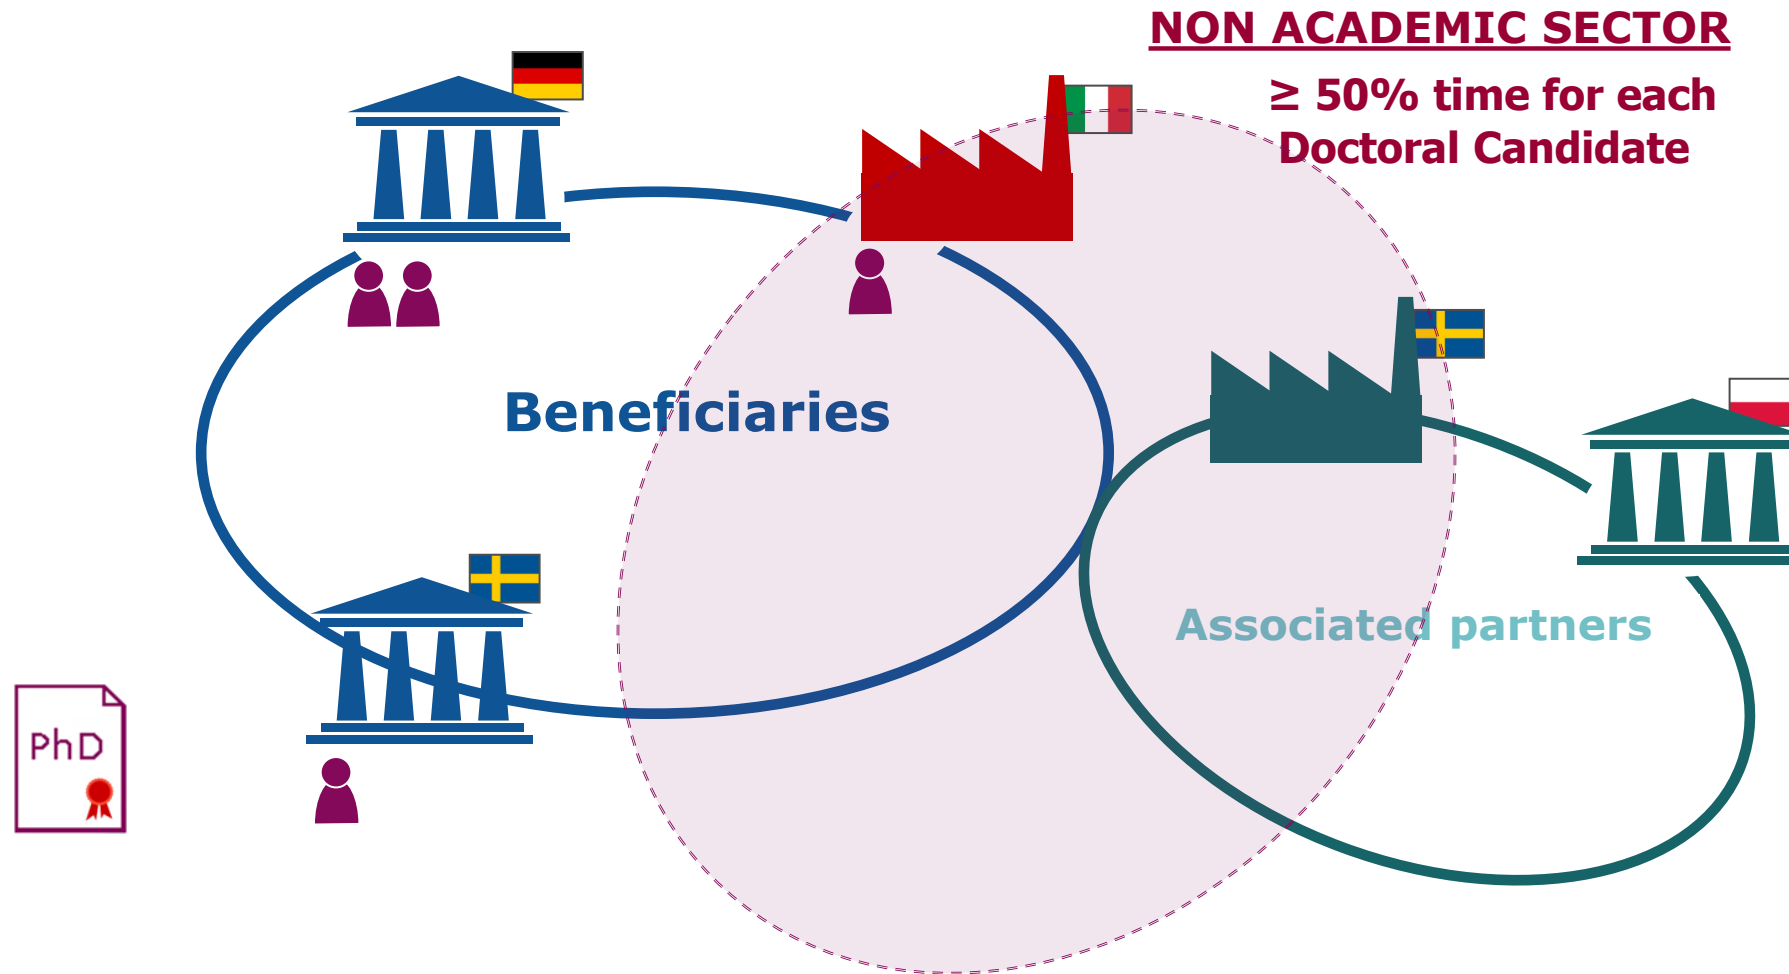 NON ACADEMIC SECTOR
≥ 50% time for each
Doctoral Candidate
Beneficiaries
Associated partners
PhD